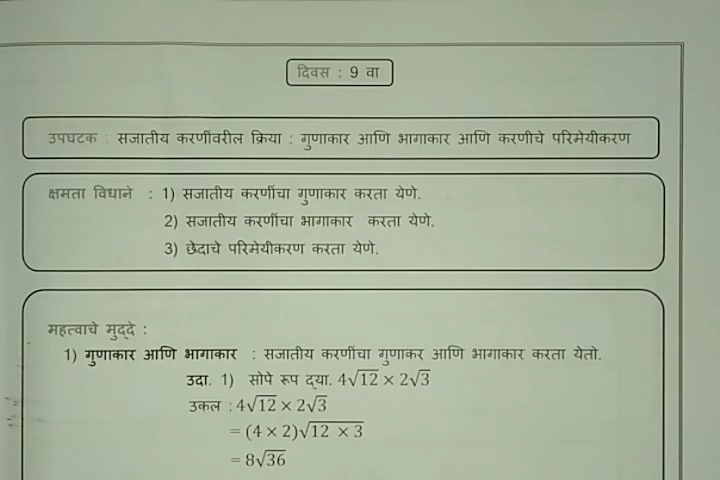 दिवस : 9 वा
उपघटक : सजातीय करणींवरील क्रिया : गुणाकार आणि भागाकार आणि करणीचे परिमेयीकरण
क्षमता विधाने : 1) सजातीय करणींचा गुणाकार करता येणे.
2) सजातीय करणींचा भागाकार करता येणे.
3) छेदाचे परिमेयीकरण करता येणे.
महत्वाचे मुद्दे :
1) गुणाकार आणि भागाकार : सजातीय करणींचा गुणाकर आणि भागाकार करता येतो.
उदा. 1) सोपे रूप द्या. 4√12 × 2√3
उकल : 4√12 × 2√3
= (4 × 2)√12 × 3
= 8√36